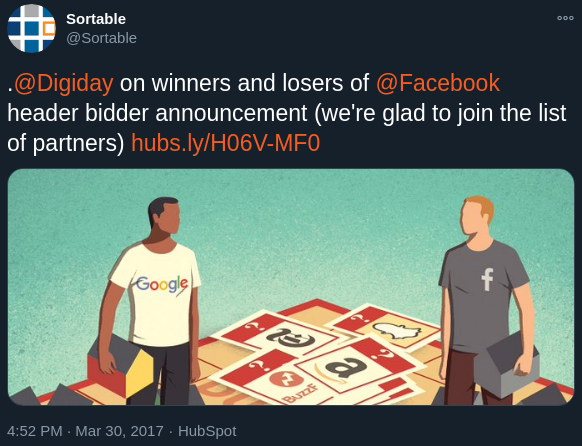 Sortable
@Sortable
.@Digiday on winners and losers of @Facebook
header bidder announcement (we're glad to join the list
of partners) hubs.ly/H06V-MF0
Google
f
?
?
?
a
BuzzF
4:52 PM · Mar 30, 2017 · HubSpot